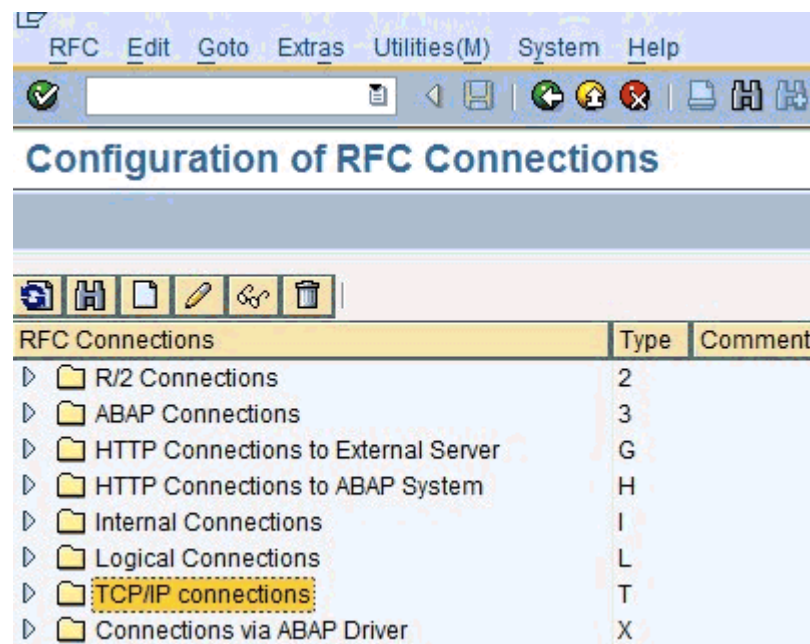 RFC Edit Goto Extras Utilities(M) System Help
Configuration of RFC Connections
RFC Connections Type Comment
R/2 Connections 2
ABAP Connections 3
HTTP Connections to External Server G
HTTP Connections to ABAP System H
Internal Connections I
Logical Connections L
TCP/IP connections T
Connections via ABAP Driver X